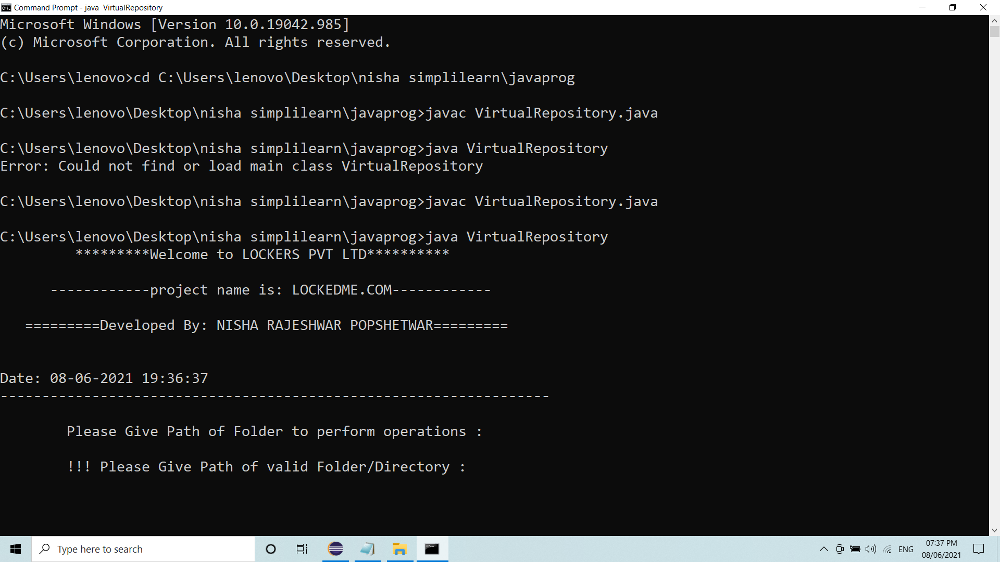 Command Prompt - java  VirtualRepository
Microsoft Windows [Version 10.0.19042.985]
(c) Microsoft Corporation. All rights reserved.
C:\Users\lenovo>cd C:\Users\lenovo\Desktop\nisha simplilearn\javaprog
C:\Users\lenovo\Desktop\nisha simplilearn\javaprog>javac VirtualRepository.java
C:\Users\lenovo\Desktop\nisha simplilearn\javaprog>java VirtualRepository
Error: Could not find or load main class VirtualRepository
C:\Users\lenovo\Desktop\nisha simplilearn\javaprog>javac VirtualRepository.java
C:\Users\lenovo\Desktop\nisha simplilearn\javaprog>java VirtualRepository
*********Welcome to LOCKERS PVT LTD**********
------------project name is: LOCKEDME.COM------------
=========Developed By: NISHA RAJESHWAR POPSHETWAR=========
Date: 08-06-2021 19:36:37
------------------------------------------------------------------
Please Give Path of Folder to perform operations :
!!! Please Give Path of valid Folder/Directory :
Type here to search
ENG
07:37 PM
08/06/2021